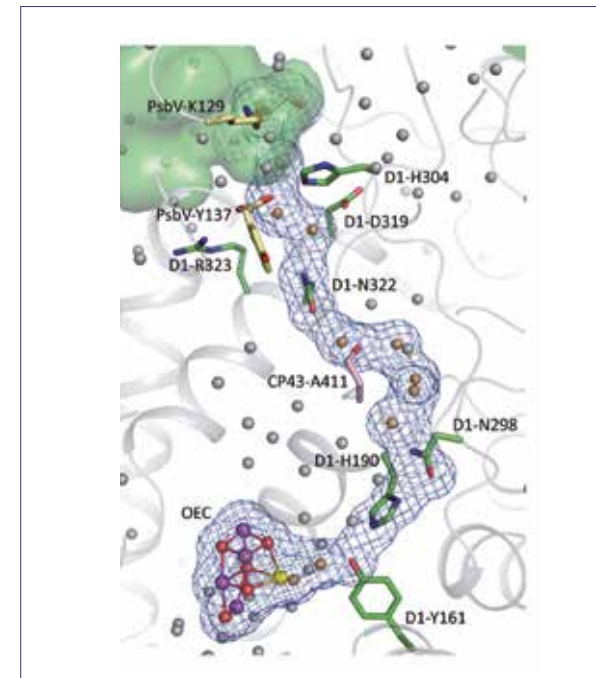 PsbV-K129
D1-H304
PsbV-Y137
D1-D319
D1-R323
D1-N322
CP43-A411
D1-N298
D1-H190
OEC
D1-Y161